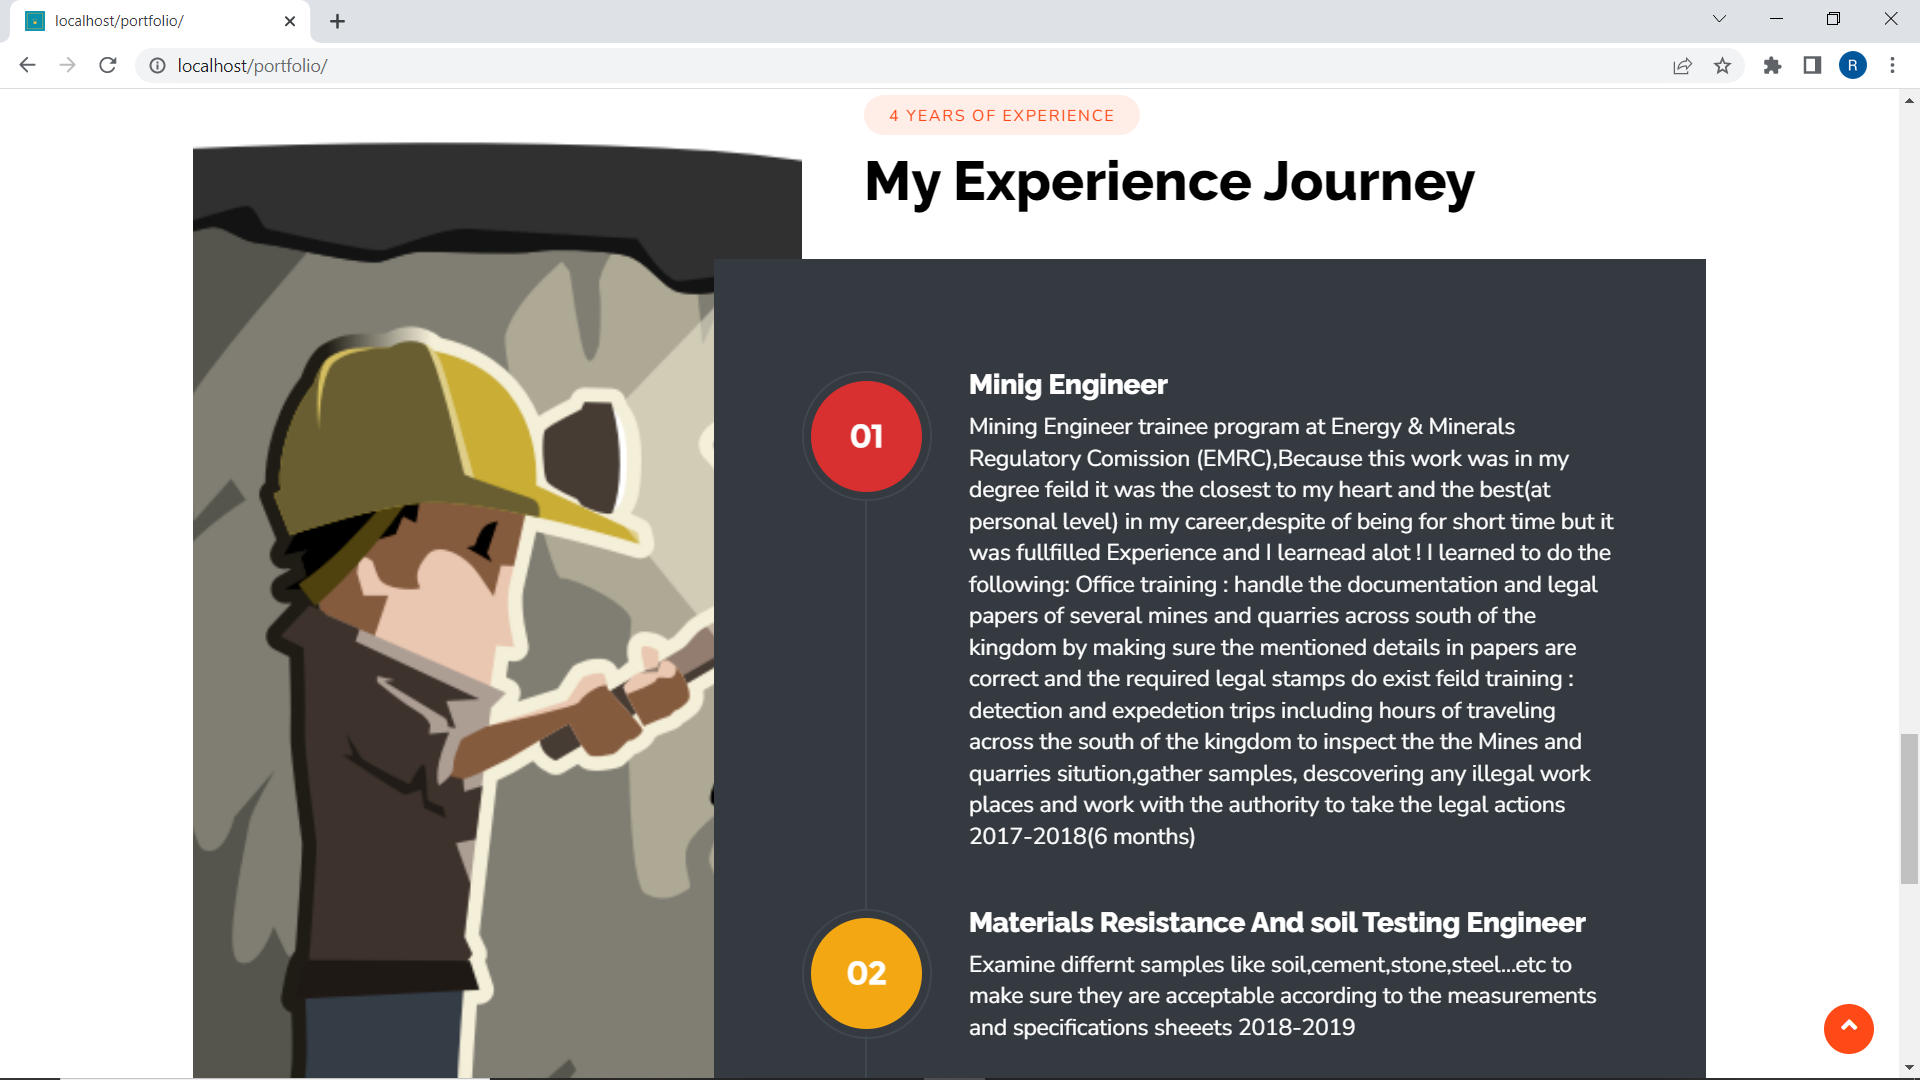 localhost/portfolio/
localhost/portfolio/
R
4 YEARS OF EXPERIENCE
My Experience Journey
01
Minig Engineer
Mining Engineer trainee program at Energy & Minerals
Regulatory Comission (EMRC),Because this work was in my
degree feild it was the closest to my heart and the best(at
personal level) in my career,despite of being for short time but it
was fullfilled Experience and I learnead alot ! I learned to do the
following: Office training : handle the documentation and legal
papers of several mines and quarries across south of the
kingdom by making sure the mentioned details in papers are
correct and the required legal stamps do exist feild training :
detection and expedetion trips including hours of traveling
across the south of the kingdom to inspect the the Mines and
quarries sitution,gather samples, descovering any illegal work
places and work with the authority to take the legal actions
2017-2018(6 months)
02
Materials Resistance And soil Testing Engineer
Examine differnt samples like soil,cement,stone,steel...etc to
make sure they are acceptable according to the measurements
and specifications sheeets 2018-2019